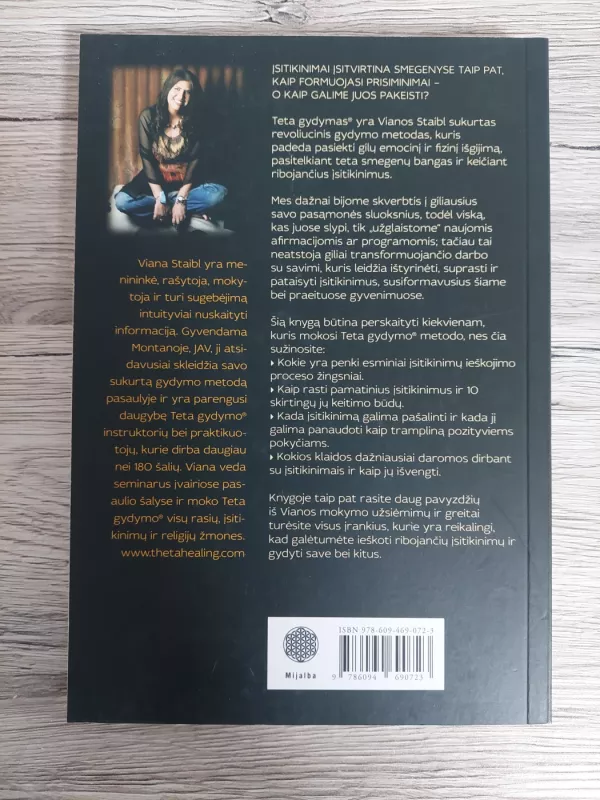 ĮSITIKINIMAI ĮSITVIRTINA SMEGENYSE TAIP PAT,
KAIP FORMUOJASI PRISIMINIMAI –
O KAIP GALIME JUOS PAKEISTI?
Teta gydymas® yra Vianos Staibl sukurtas
revoliucinis gydymo metodas, kuris
padeda pasiekti gilų emocinį ir fizinį išgijimą,
pasitelkiant teta smegenų bangas ir keičiant
ribojančius įsitikinimus.
Mes dažnai bijome skverbtis į giliausius
savo pasąmonės sluoksnius, todėl viską,
kas juose slypi, tik „užglaistome” naujomis
afirmacijomis ar programomis; tačiau tai
neatstoja giliai transformuojančio darbo
su savimi, kuris leidžia ištyrinėti, suprasti ir
pataisyti įsitikinimus, susiformavusius šiame
bei praeituose gyvenimuose.
Šią knygą būtina perskaityti kiekvienam,
kuris mokosi Teta gydymo® metodo, nes čia
sužinosite:
• Kokie yra penki esminiai įsitikinimų ieškojimo
proceso žingsniai.
• Kaip rasti pamatinius įsitikinimus ir 10
skirtingų jų keitimo būdų.
• Kada įsitikinimą galima pašalinti ir kada jį
galima panaudoti kaip trampliną pozityviems
pokyčiams.
• Kokios klaidos dažniausiai daromos dirbant
su įsitikinimais ir kaip jų išvengti.
Knygoje taip pat rasite daug pavyzdžių
iš Vianos mokymo užsiėmimų ir greitai
turėsite visus įrankius, kurie yra reikalingi,
kad galėtumėte ieškoti ribojančių įsitikinimų ir
gydyti save bei kitus.
Viana Staibl yra me-
nininkė, rašytoja, moky-
toja ir turi sugebėjimą
intuityviai nuskaityti
informaciją. Gyvendama
Montanoje, JAV, ji atsi-
davusiai skleidžia savo
sukurtą gydymo metodą
pasaulyje ir yra parengusi
daugybę Teta gydymo®
instruktorių bei praktikuo-
tojų, kurie dirba daugiau
nei 180 šalių. Viana veda
seminarus įvairiose pas-
aulio šalyse ir moko Teta
gydymo® visų rasių, įsiti-
kinimų ir religijų žmones.
www.thetahealing.com
Mijalba
ISBN 978-609-469-072-3
9 786094 690723